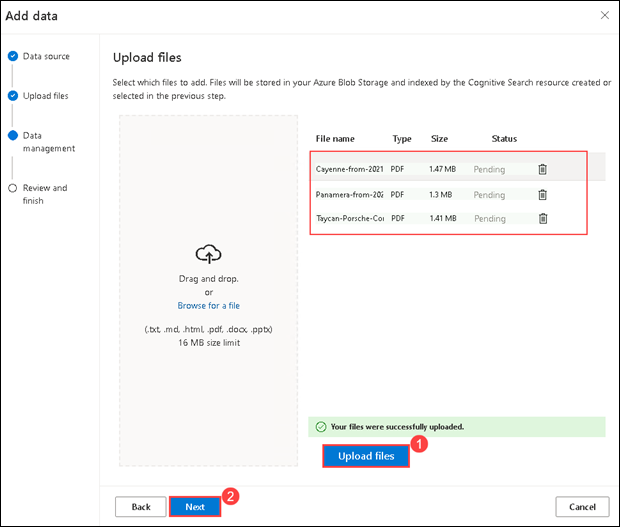 Add data
Data source
Upload files
Data
management
Review and
finish
Upload files
Select which files to add. Files will be stored in your Azure Blob Storage and indexed by the Cognitive Search resource created or
selected in the previous step.
Drag and drop.
or
Browse for a file
(.txt, .md, .html, .pdf, .docx, .pptx)
16 MB size limit
File name Type Size Status
Cayenne-from-2021 PDF 1.47 MB Pending
Panamera-from-202 PDF 1.3 MB Pending
Taycan-Porsche-Cor PDF 1.41 MB Pending
Your files were successfully uploaded.
1
Upload files
2
Back Next Cancel